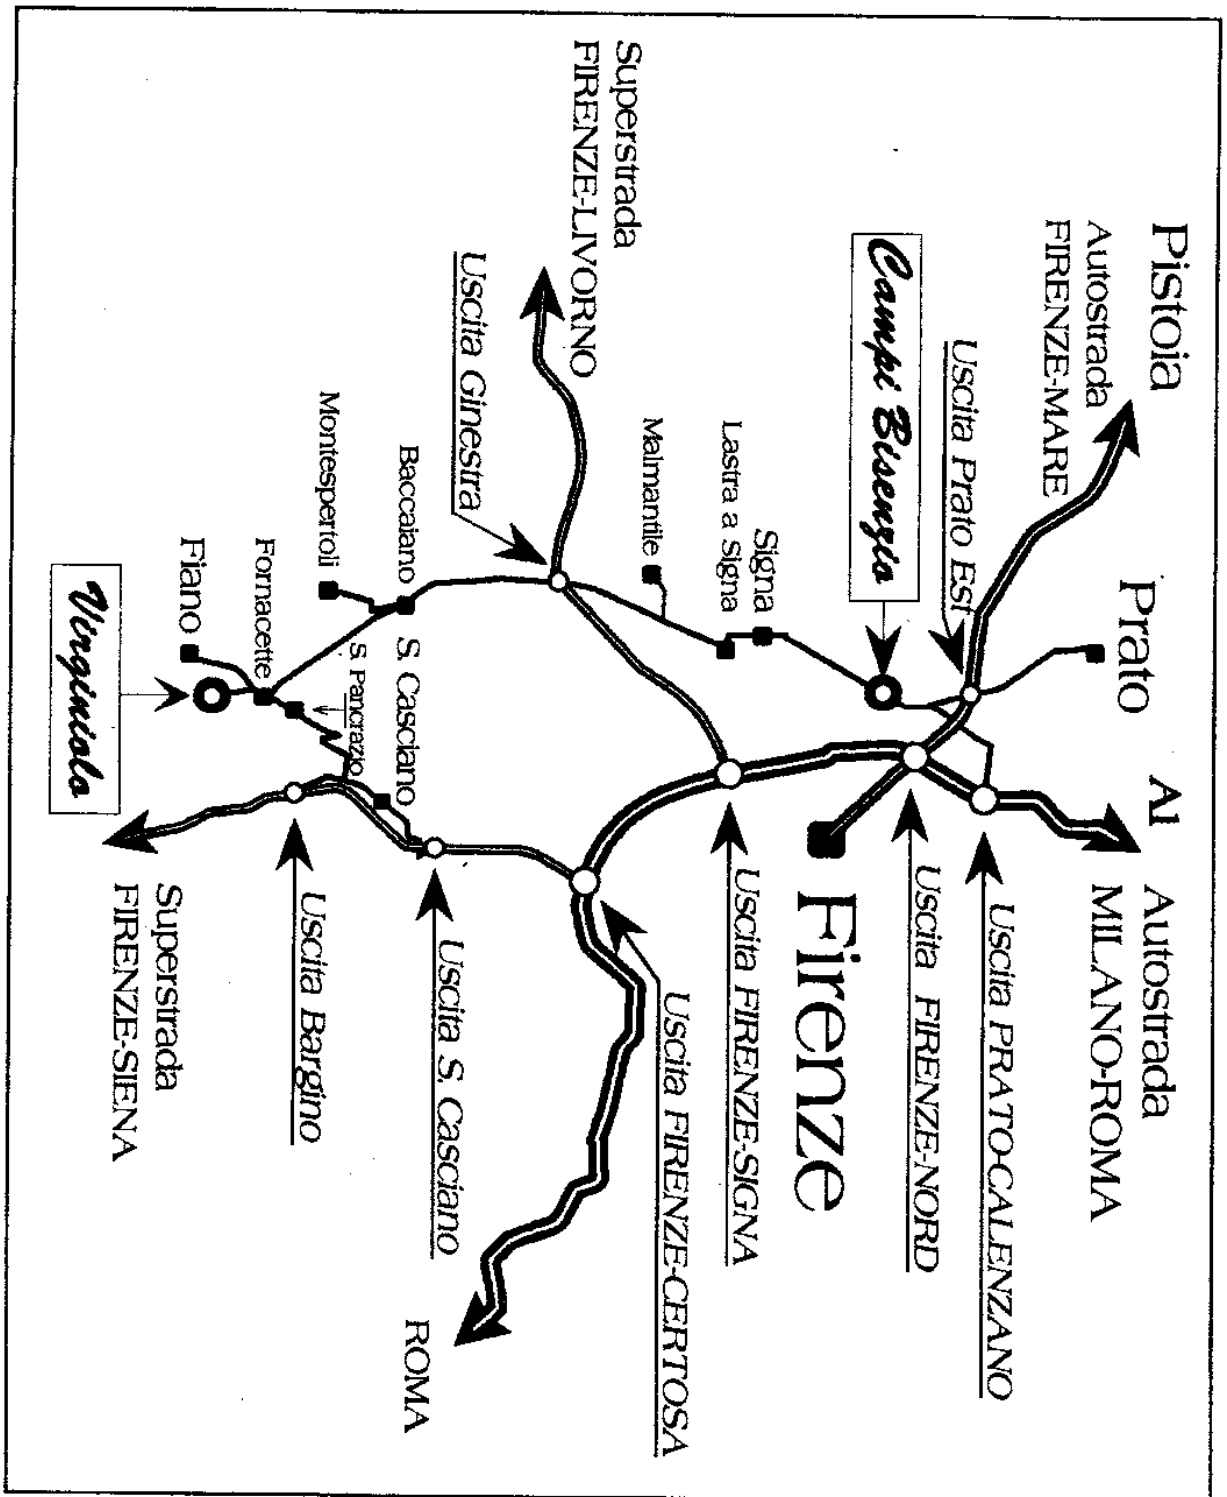 Pistoia
Autostrada
FIRENZE-MARE
Prato
A1
Autostrada
MILANO-ROMA
Uscita Prato Est
Uscita PRATO-CALENZANO
Campi Bisenzio
Uscita FIRENZE-NORD
Firenze
Signa
Lastra a Signa
Uscita FIRENZE-SIGNA
Malmantile
Superstrada
FIRENZE-LIVORNO
Uscita FIRENZE-CERTOSA
Uscita Ginestra
Baccaiano
S. Casciano
Uscita S. Casciano
ROMA
Montespertoli
S. Pancrazio
Fornacette
Uscita Bargino
Fiano
Superstrada
FIRENZE-SIENA
Virginiolo